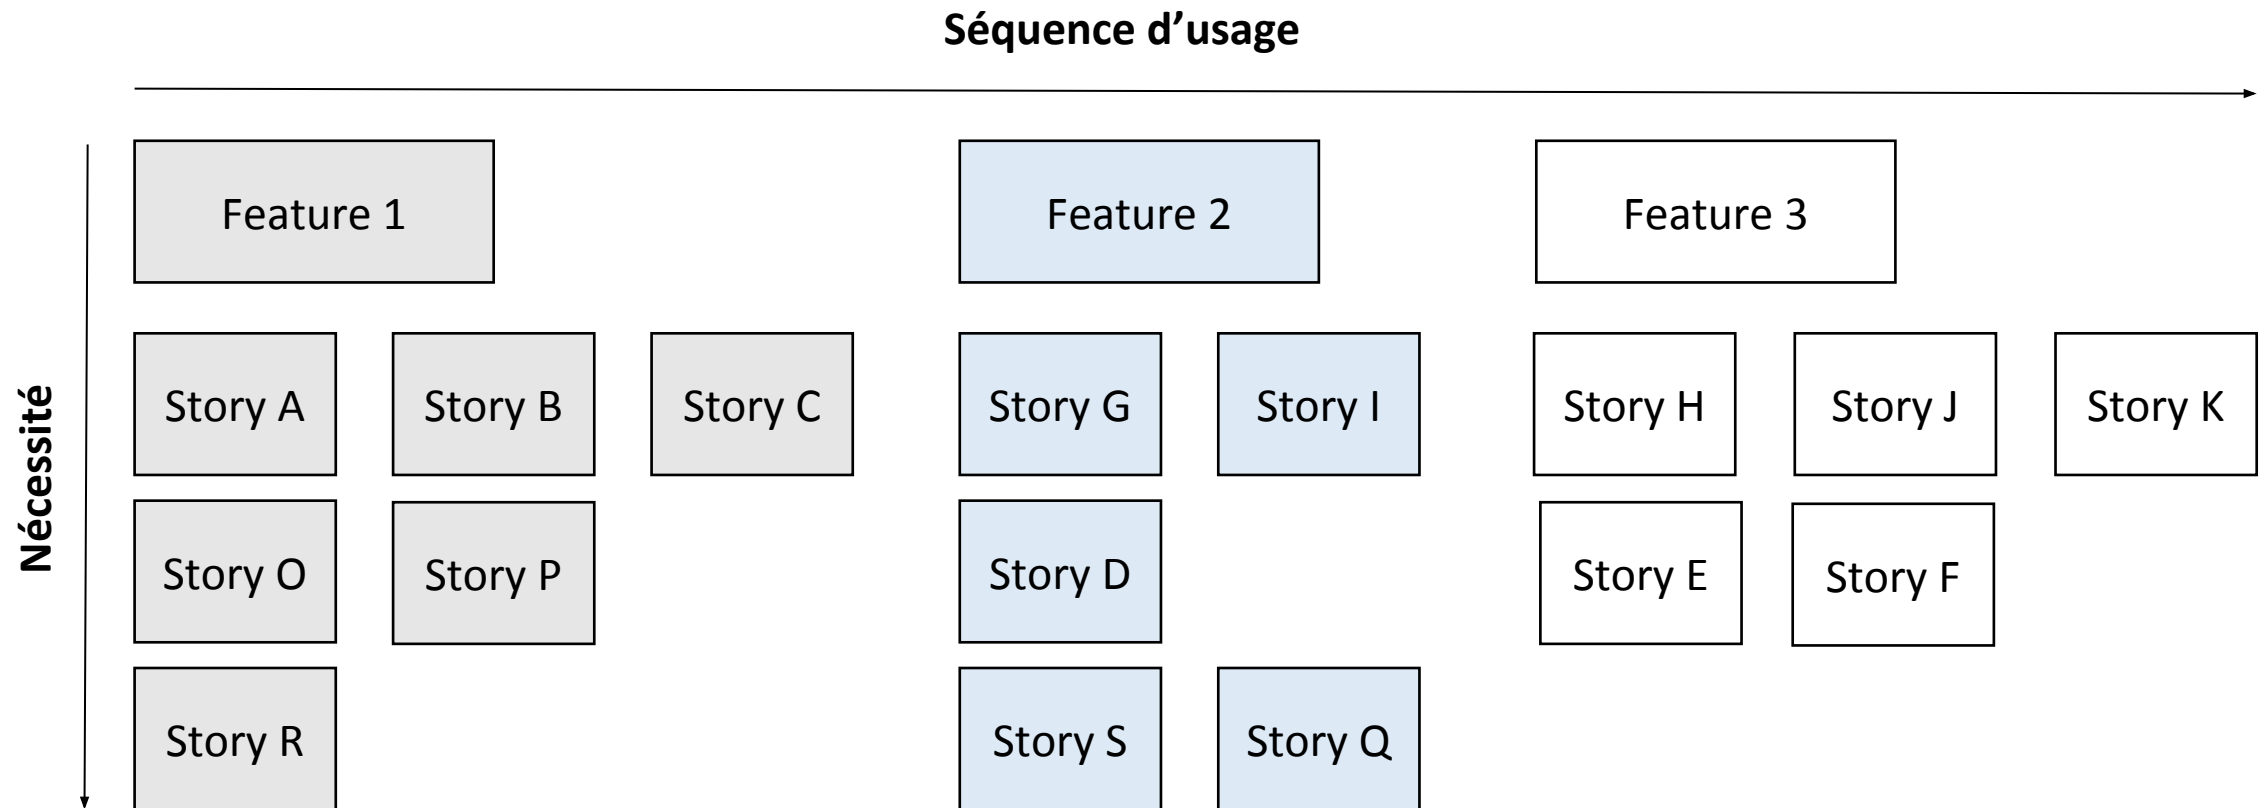 Séquence d’usage
Nécessité
Feature 1
Feature 2
Feature 3
Story A
Story B
Story C
Story G
Story I
Story H
Story J
Story K
Story O
Story P
Story D
Story E
Story F
Story R
Story S
Story Q